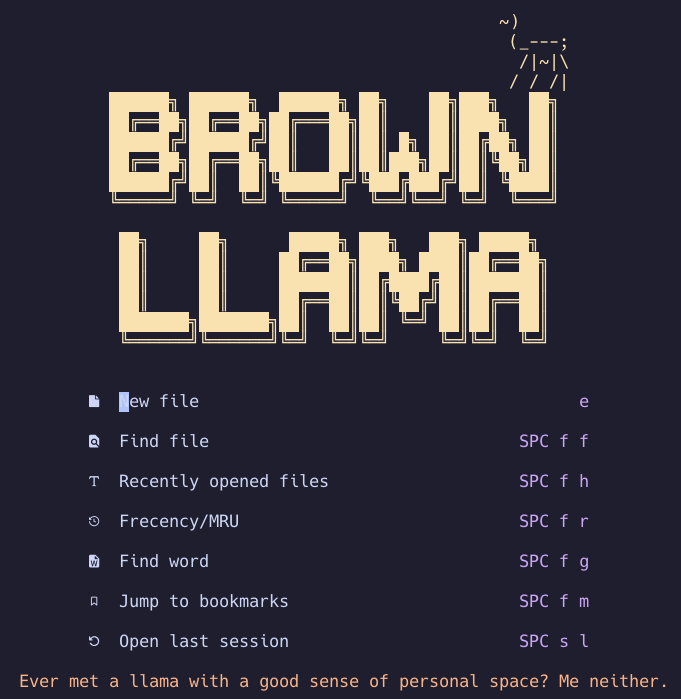 BROWN
LLAMA
New file e
Find file SPC f f
Recently opened files SPC f h
Frecency/MRU SPC f r
Find word SPC f g
Jump to bookmarks SPC f m
Open last session SPC s l
Ever met a llama with a good sense of personal space? Me neither.